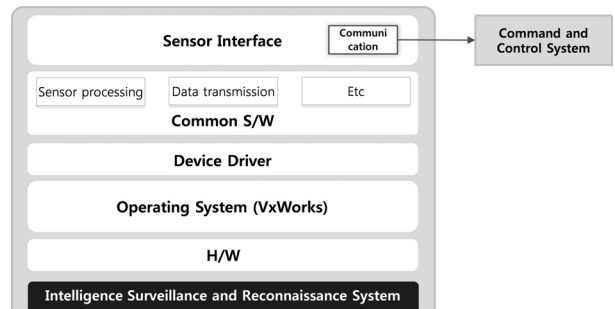 Sensor Interface
Communi
cation
Command and
Control System
Sensor processing
Data transmission
Etc
Common S/W
Device Driver
Operating System (VxWorks)
H/W
Intelligence Surveillance and Reconnaissance System